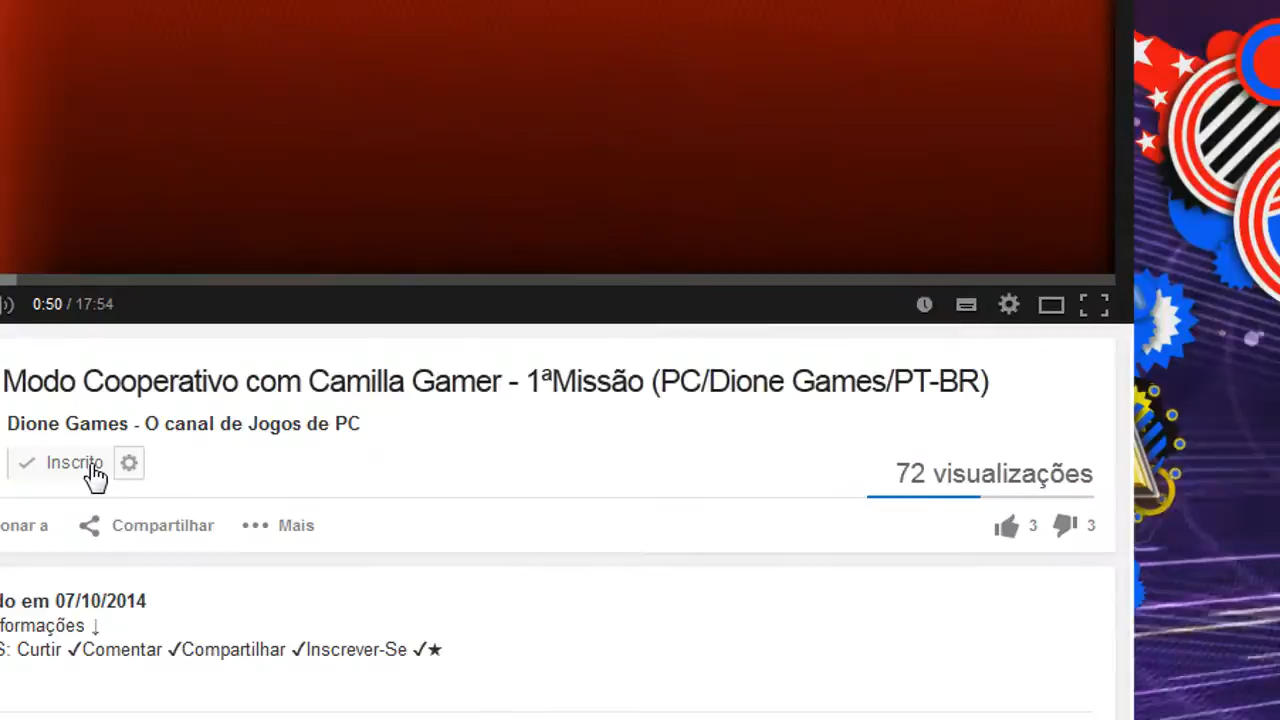 0:50 / 17:54
Modo Cooperativo com Camilla Gamer - 1ªMissão (PC/Dione Games/PT-BR)
Dione Games - O canal de Jogos de PC
Inscrito
72 visualizações
onar a Compartilhar ••• Mais 3 3
do em 07/10/2014
formações ↓
S: Curtir ✓Comentar ✓Compartilhar ✓Inscrever-Se ✓★